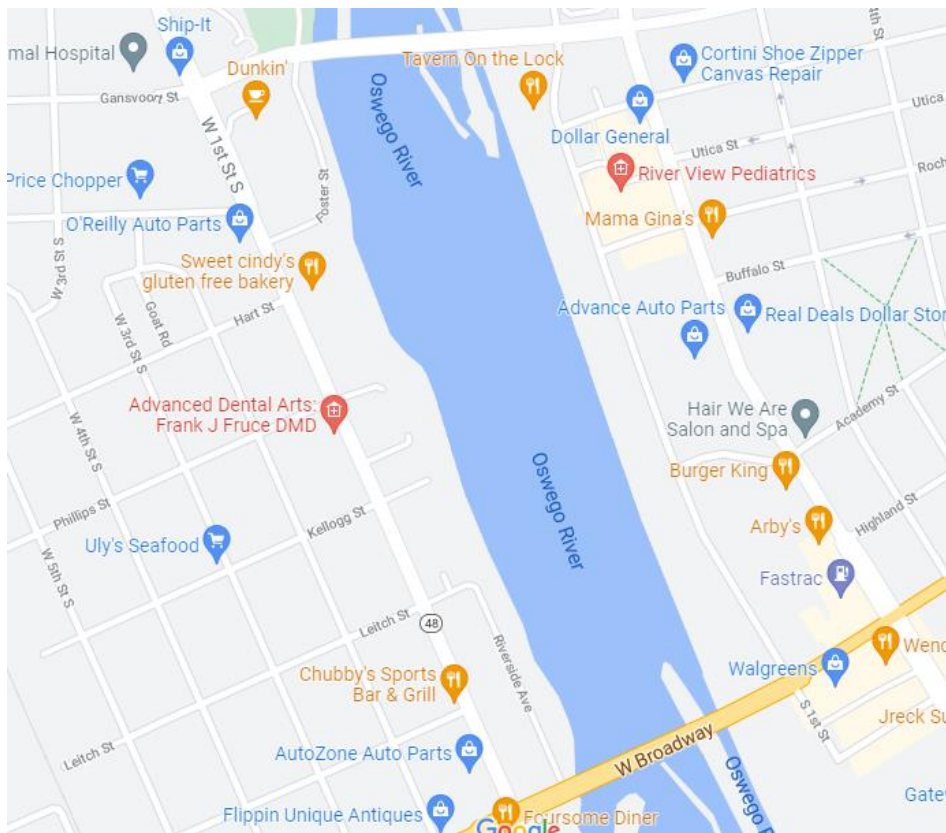 Ship-It
mal Hospital
Dunkin'
Gansvoort St
Tavern On the Lock
Cortini Shoe Zipper
Canvas Repair
4th St
Oswego River
W 1st St S
Dollar General
Utica
Utica St
River View Pediatrics
Roch
Price Chopper
O'Reilly Auto Parts
Foster St
Mama Gina's
W 3rd St S
Sweet cindy's
gluten free bakery
Buffalo St
Goat Rd
Hart St
W 3rd St S
Advance Auto Parts
Real Deals Dollar Stor
Advanced Dental Arts:
Frank J Fruce DMD
W 4th St S
Hair We Are
Salon and Spa
Academy St
Oswego River
Burger King
Phillips St
Kellogg St
Arby's
Highland St
Uly's Seafood
W 5th St S
Fastrac
Leitch St
48
Riverside Ave
Wend
Chubby's Sports
Bar & Grill
Walgreens
S 1st St
Jreck Su
Leitch St
AutoZone Auto Parts
W Broadway
Oswego R
Flippin Unique Antiques
Foursome Diner
Google
Gatev